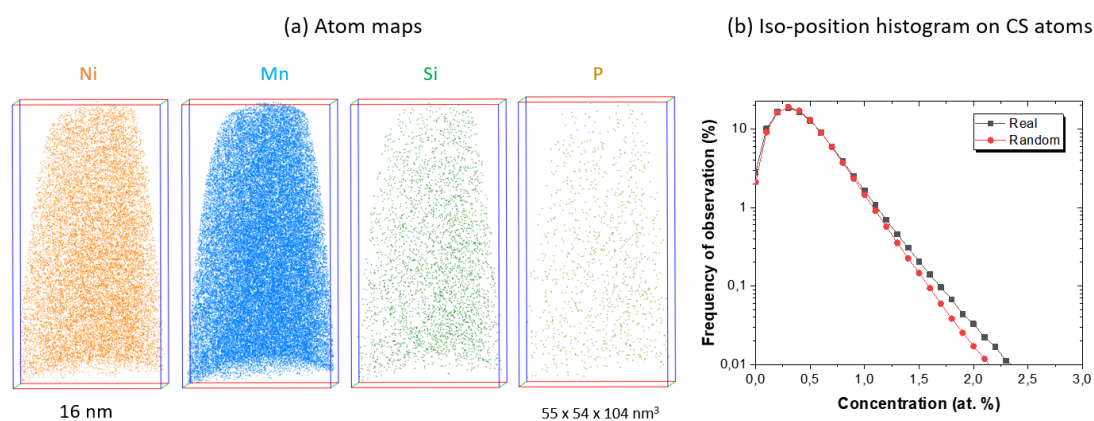 (a) Atom maps
Ni
Mn
Si
P
16 nm
55 x 54 x 104 nm³
(b) Iso-position histogram on CS atoms
Frequency of observation (%)
10
1
0,1
0,01
Real
Random
0,0
0,5
1,0
1,5
2,0
2,5
3,0
Concentration (at. %)